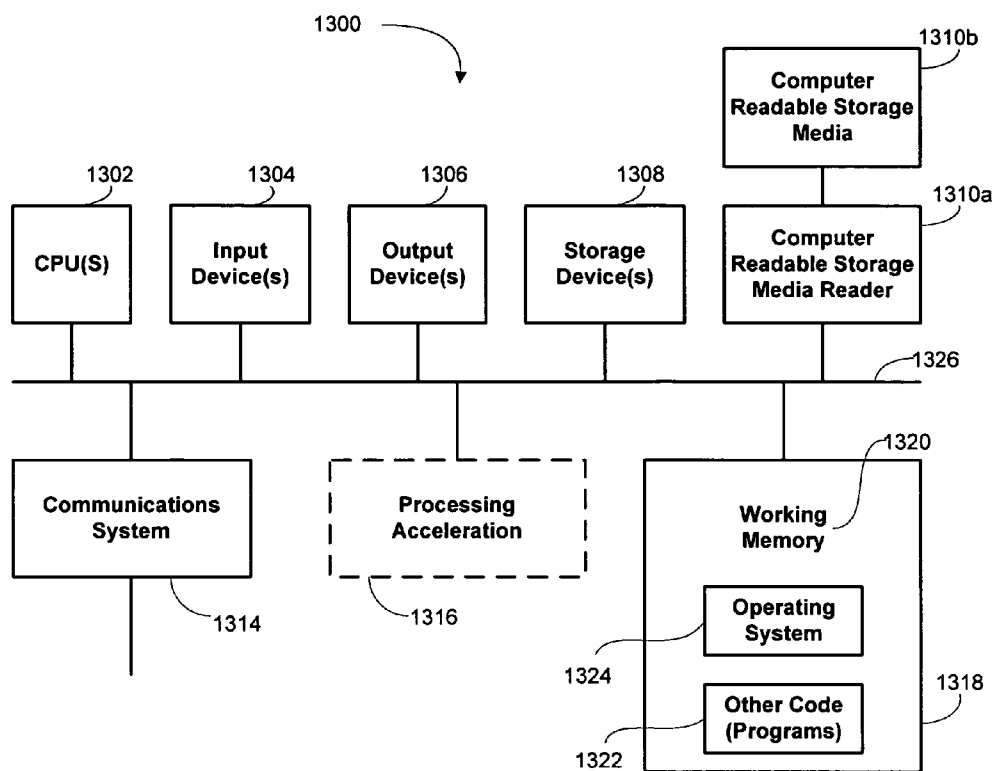 1300
1310b
Computer
Readable Storage
Media
1302
1304
1306
1308
1310a
CPU(S)
Input
Device(s)
Output
Device(s)
Storage
Device(s)
Computer
Readable Storage
Media Reader
1326
1320
Communications
System
Processing
Acceleration
Working
Memory
1314
1316
Operating
System
1324
1318
Other Code
(Programs)
1322